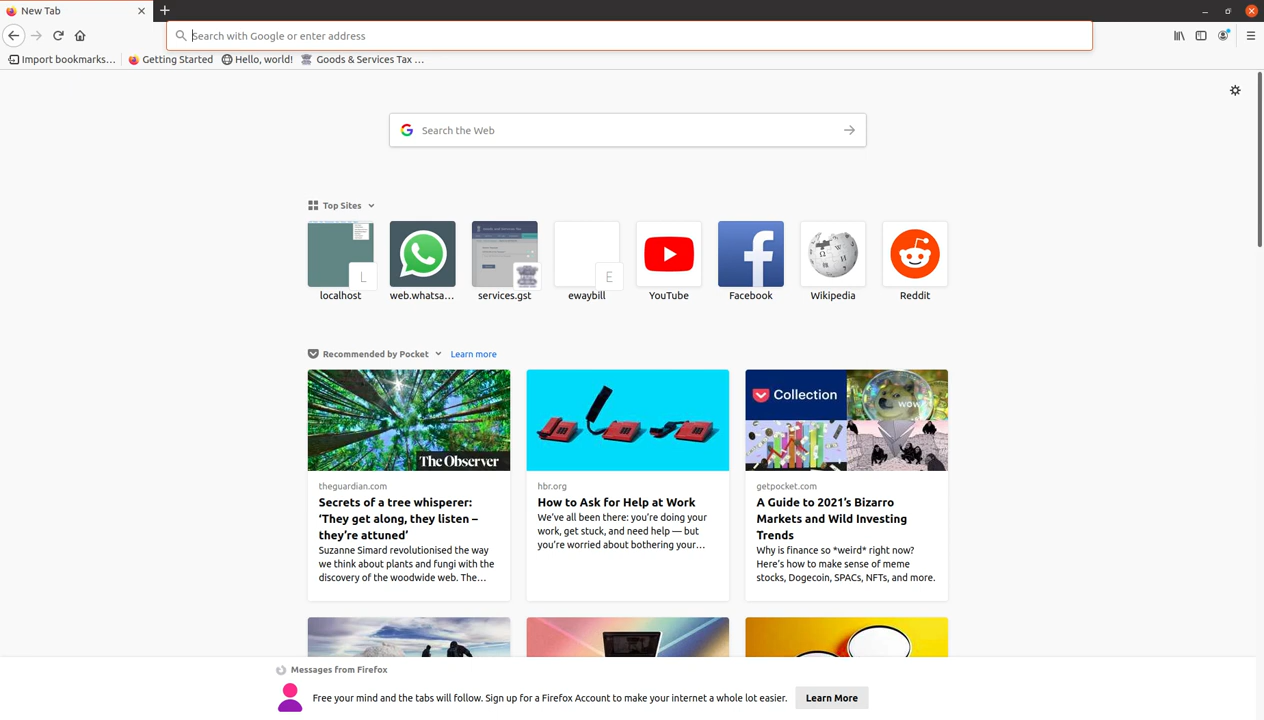 New Tab
Search with Google or enter address
Import bookmarks…
Getting Started
Hello, world!
Goods & Services Tax …
Search the Web
Top Sites
L
E
localhost
web.whatsa…
services.gst
ewaybill
YouTube
Facebook
Wikipedia
Reddit
Recommended by Pocket
Learn more
The Observer
Collection
WOW
theguardian.com
Secrets of a tree whisperer:
‘They get along, they listen –
they’re attuned’
Suzanne Simard revolutionised the way
we think about plants and fungi with the
discovery of the woodwide web. The…
hbr.org
How to Ask for Help at Work
We’ve all been there: you’re doing your
work, get stuck, and need help — but
you’re worried about bothering your…
getpocket.com
A Guide to 2021’s Bizarro
Markets and Wild Investing
Trends
Why is finance so *weird* right now?
Here’s how to make sense of meme
stocks, Dogecoin, SPACs, NFTs, and more.
Messages from Firefox
Free your mind and the tabs will follow. Sign up for a Firefox Account to make your internet a whole lot easier.
Learn More